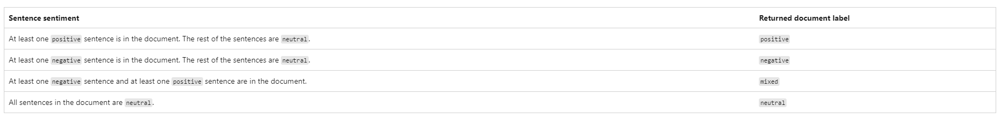 Sentence sentiment Returned document label
At least one positive sentence is in the document. The rest of the sentences are neutral. positive
At least one negative sentence is in the document. The rest of the sentences are neutral. negative
At least one negative sentence and at least one positive sentence are in the document. mixed
All sentences in the document are neutral. neutral